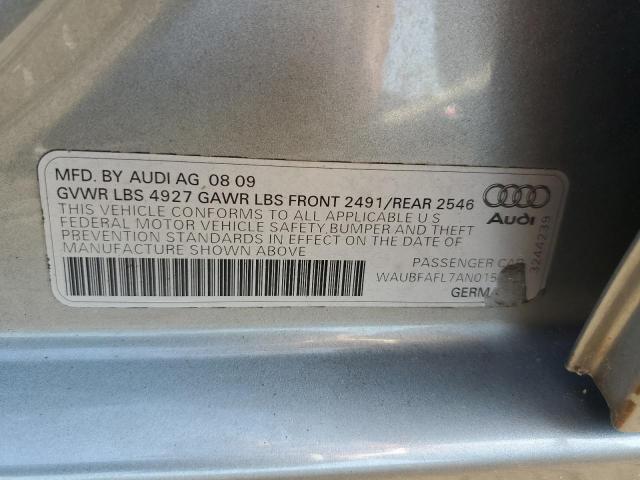 MFD. BY AUDI AG 08 09
GVWR LBS 4927 GAWR LBS FRONT 2491/REAR 2546
THIS VEHICLE CONFORMS TO ALL APPLICABLE U S
FEDERAL MOTOR VEHICLE SAFETY, BUMPER AND THEFT
PREVENTION STANDARDS IN EFFECT ON THE DATE OF
MANUFACTURE SHOWN ABOVE
PASSENGER CAR
Audi
3244239